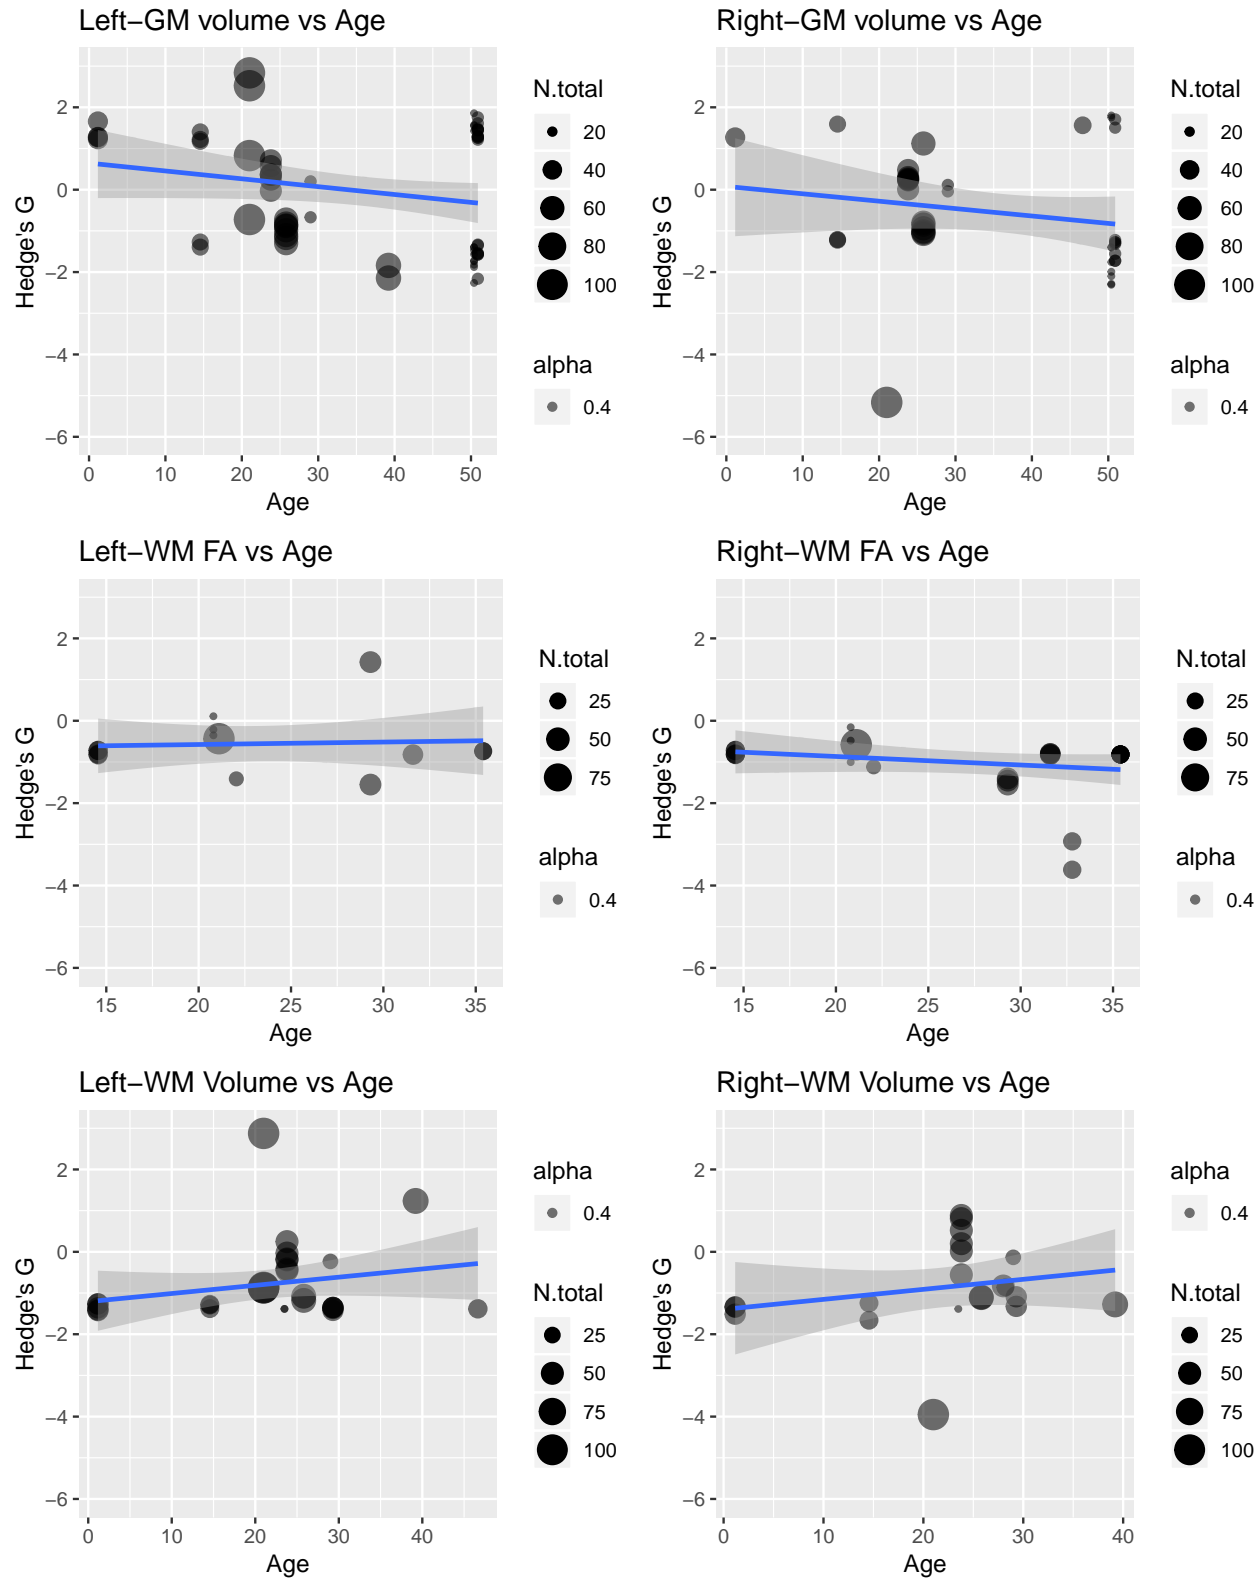 Left−GM volume vs Age
Hedge's G
2
0
−2
−4
−6
0 10 20 30 40 50
Age
N.total
20
40
60
80
100
alpha
0.4
Right−GM volume vs Age
Hedge's G
2
0
−2
−4
−6
0 10 20 30 40 50
Age
N.total
20
40
60
80
100
alpha
0.4
Left−WM FA vs Age
Hedge's G
2
0
−2
−4
−6
15 20 25 30 35
Age
N.total
25
50
75
alpha
0.4
Right−WM FA vs Age
Hedge's G
2
0
−2
−4
−6
15 20 25 30 35
Age
N.total
25
50
75
alpha
0.4
Left−WM Volume vs Age
Hedge's G
2
0
−2
−4
−6
0 10 20 30 40
Age
alpha
0.4
N.total
25
50
75
100
Right−WM Volume vs Age
Hedge's G
2
0
−2
−4
−6
0 10 20 30 40
Age
alpha
0.4
N.total
25
50
75
100